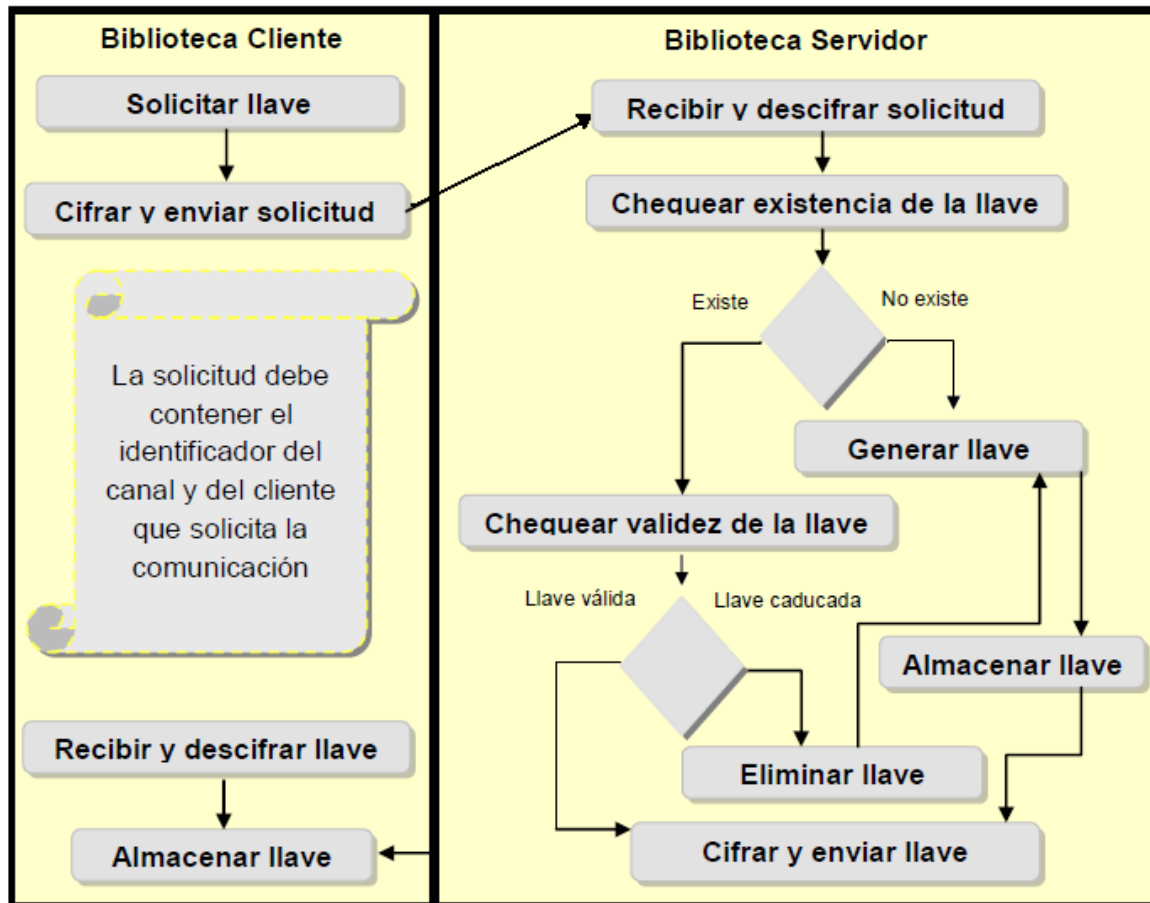 Biblioteca Cliente
Solicitar llave
Cifrar y enviar solicitud
La solicitud debe
contener el
identificador del
canal y del cliente
que solicita la
comunicación
Recibir y descifrar llave
Almacenar llave
Biblioteca Servidor
Recibir y descifrar solicitud
Chequear existencia de la llave
Existe
No existe
Generar llave
Chequear validez de la llave
Llave válida
Llave caducada
Almacenar llave
Eliminar llave
Cifrar y enviar llave